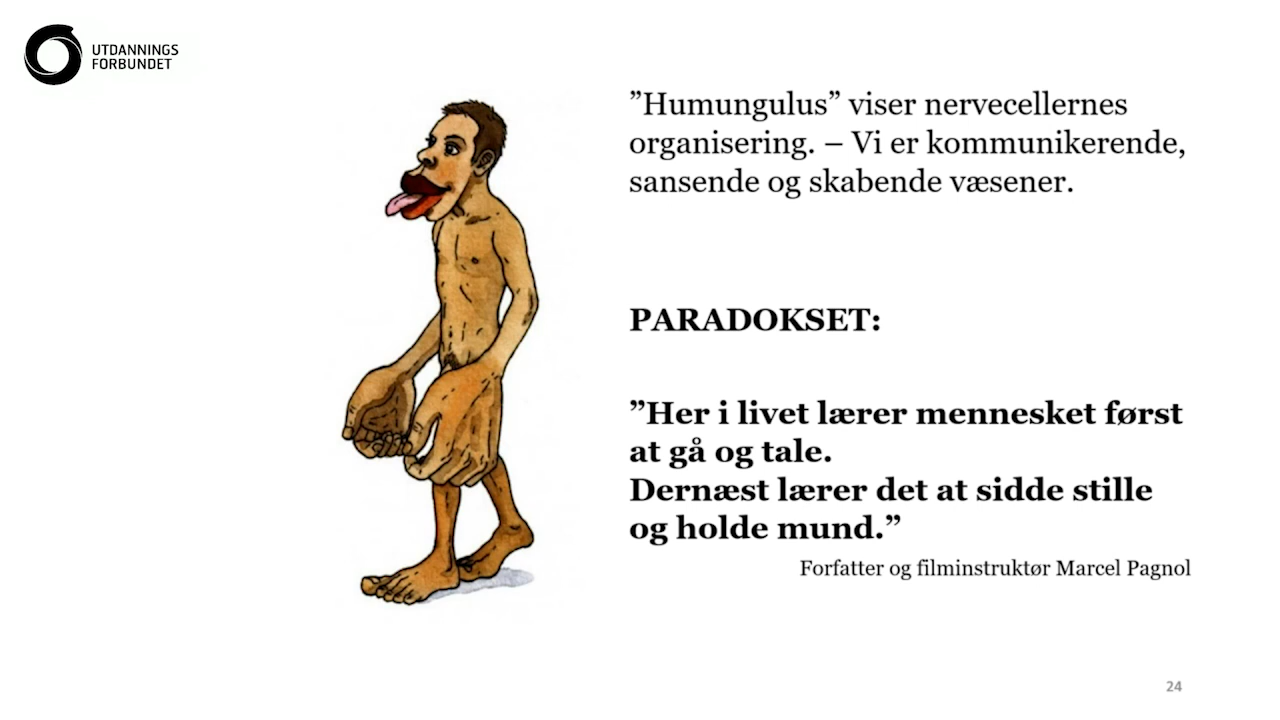 UTDANNINGS
FORBUNDET
”Humungulus” viser nervecellernes
organisering. – Vi er kommunikerende,
sansende og skabende væsener.
PARADOKSET:
”Her i livet lærer mennesket først
at gå og tale.
Dernæst lærer det at sidde stille
og holde mund.”
Forfatter og filminstruktør Marcel Pagnol
24